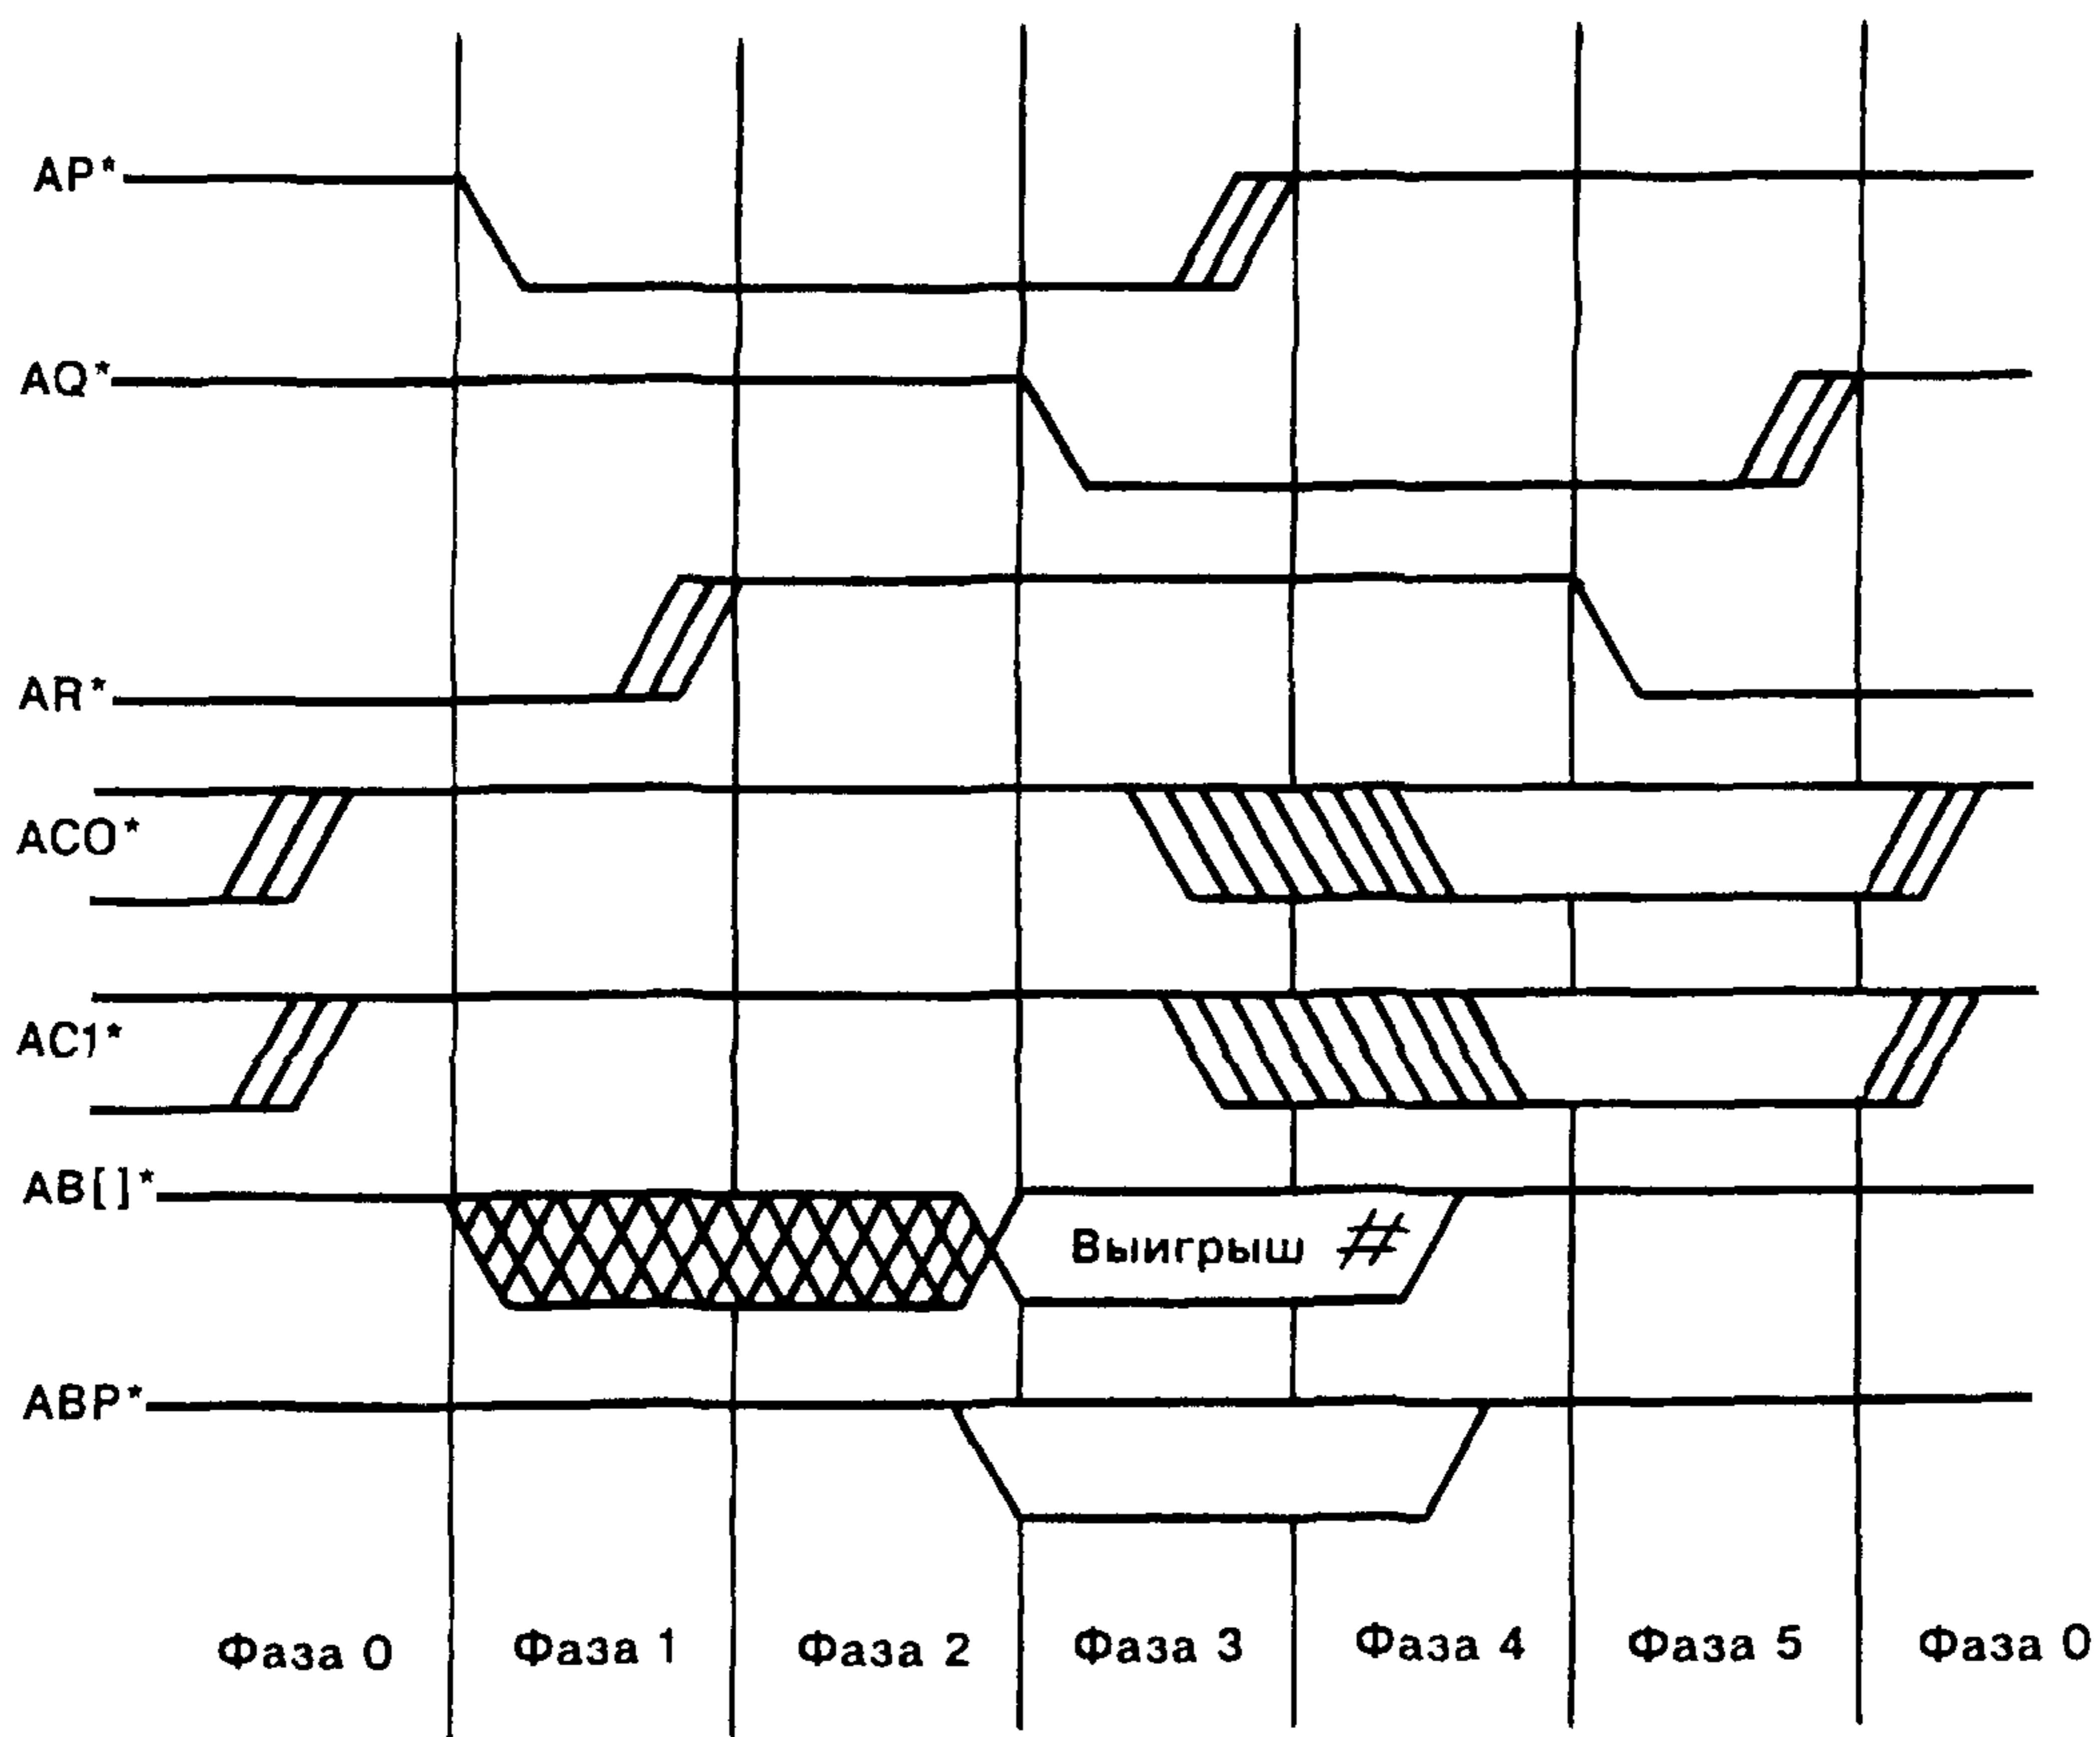 AP*
AQ*
AR*
AC0*
AC1*
AB[ ]*
Выигрыш #
ABP*
Фаза 0 Фаза 1 Фаза 2 Фаза 3 Фаза 4 Фаза 5 Фаза 0